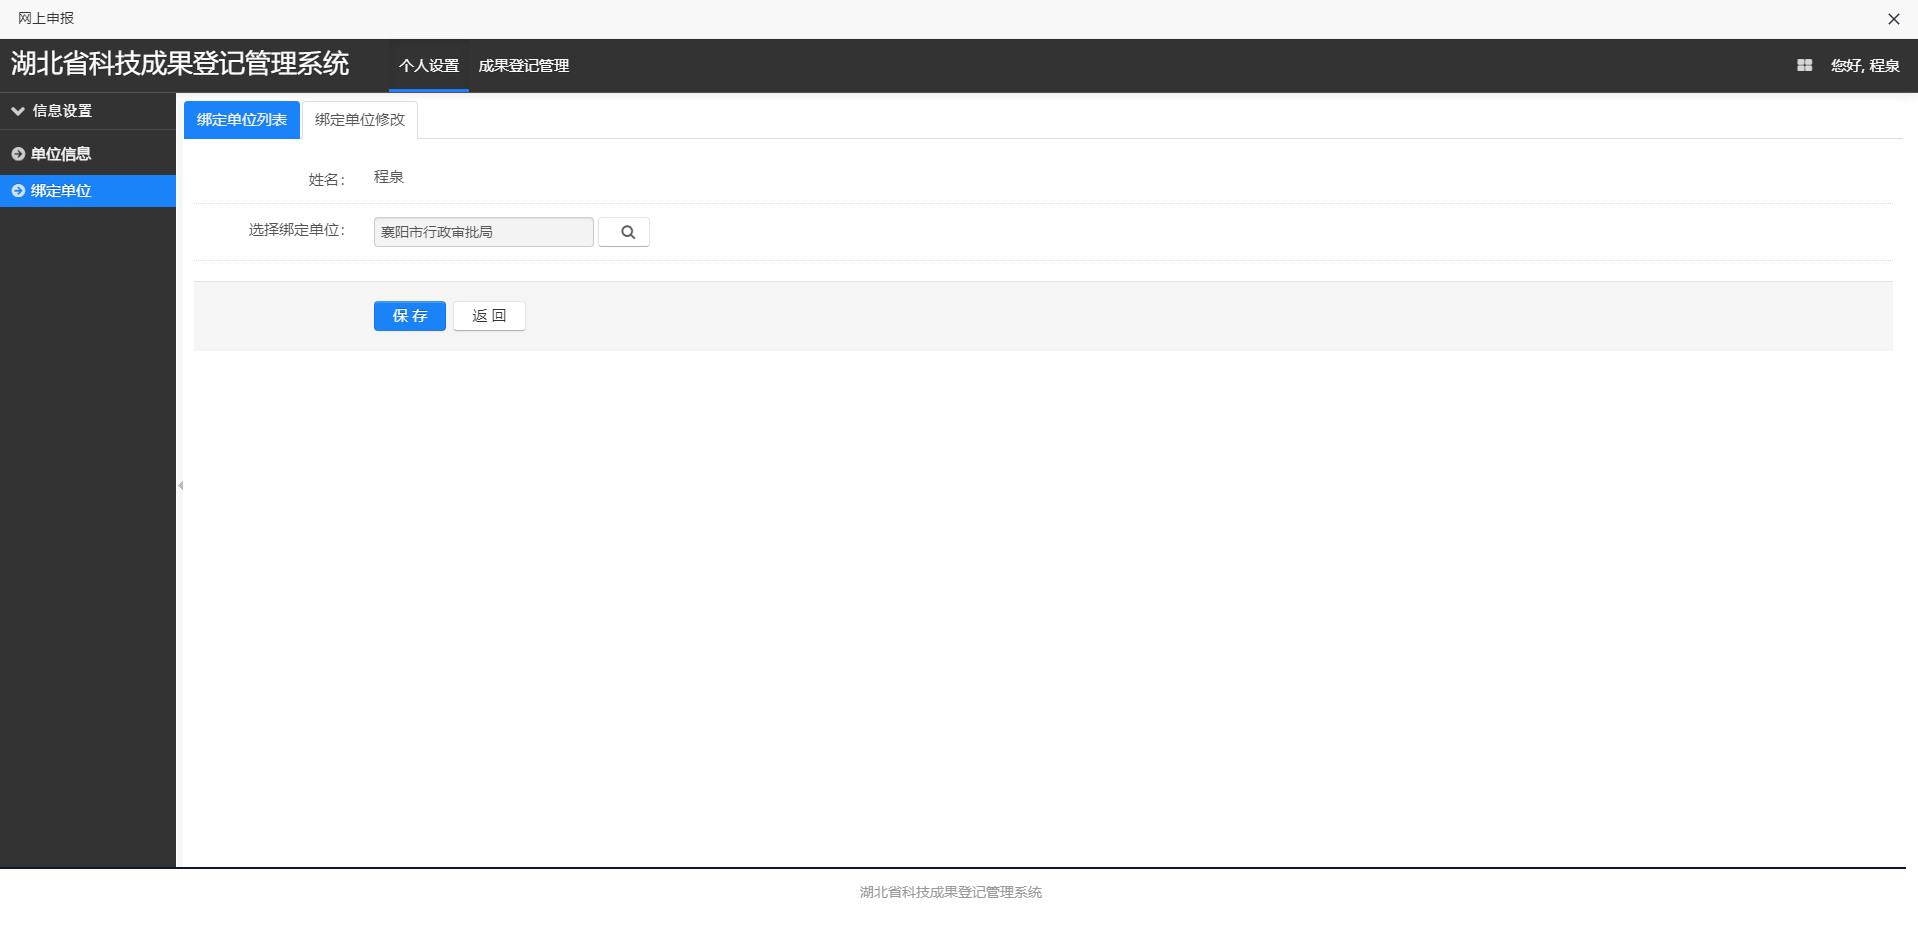 网上申报
湖北省科技成果登记管理系统
个人设置 成果登记管理
您好, 程泉
信息设置
单位信息
绑定单位
绑定单位列表 绑定单位修改
姓名: 程泉
选择绑定单位: 襄阳市行政审批局
保 存 返 回
湖北省科技成果登记管理系统